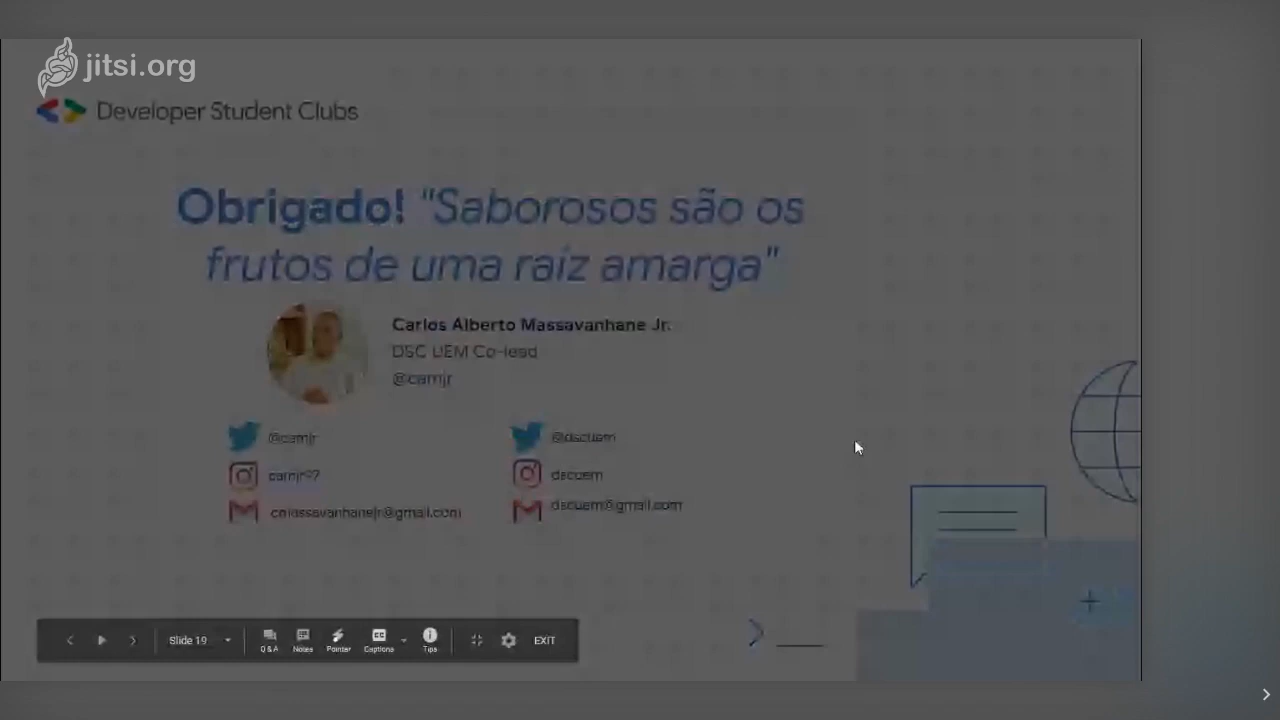 jitsi.org
Developer Student Clubs
Obrigado! "Saborosos são os
frutos de uma raiz amarga"
Carlos Alberto Massavanhane Jr.
DSC UEM Co-lead
@camjr
@camjr
@dscuem
camjr97
dscuem
dscuem@gmail.com
Slide 19
Q&A
Notes
Pointer
Captions
Tips
EXIT